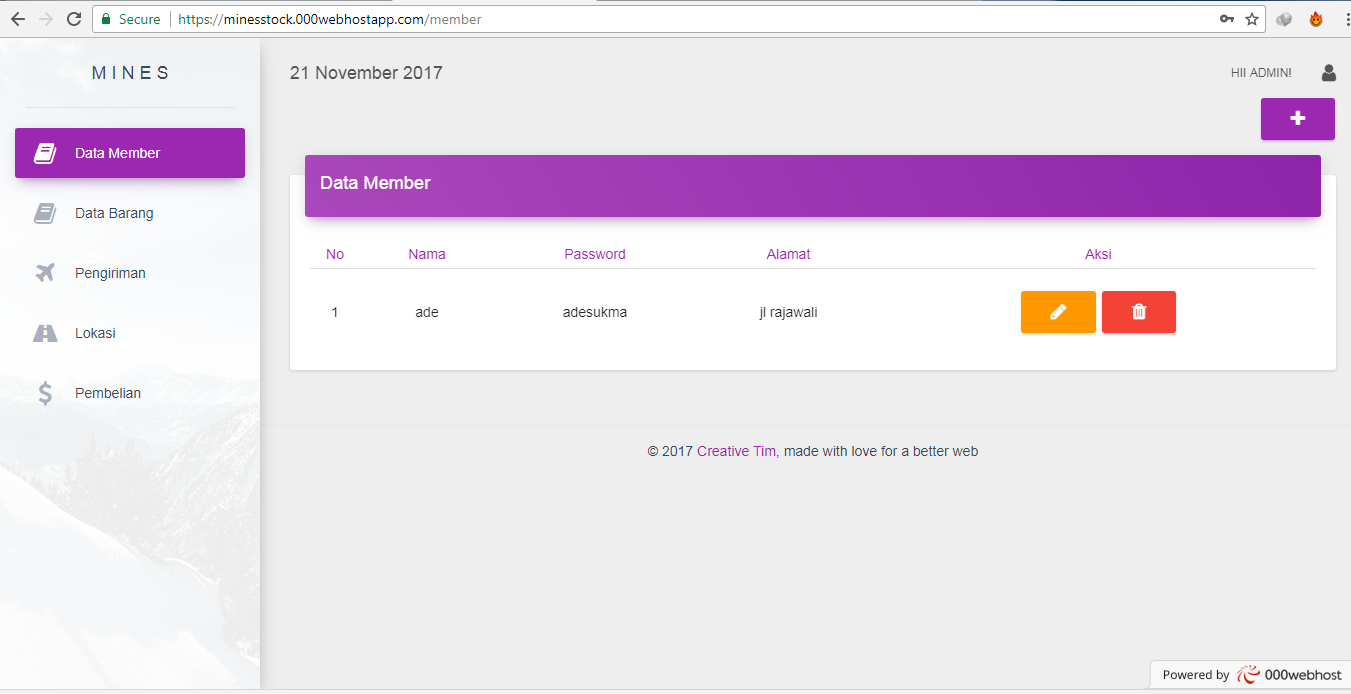 Secure https://minesstock.000webhostapp.com/member
MINES
21 November 2017
HII ADMIN!
Data Member
Data Barang
Pengiriman
Lokasi
Pembelian
Data Member
No Nama Password Alamat Aksi
1 ade adesukma jl rajawali
© 2017 Creative Tim, made with love for a better web
Powered by 000webhost